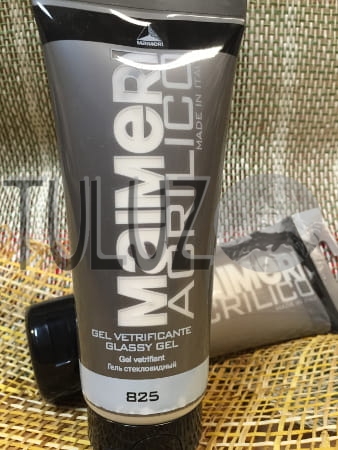 MAIMERI
MaiMeRi
ACRILICO
MADE IN ITALY
GEL VETRIFICANTE
GLASSY GEL
Gel vetrifiant
Гель стекловидный
825
TULUZ
MaiMeRi
ACRILICO